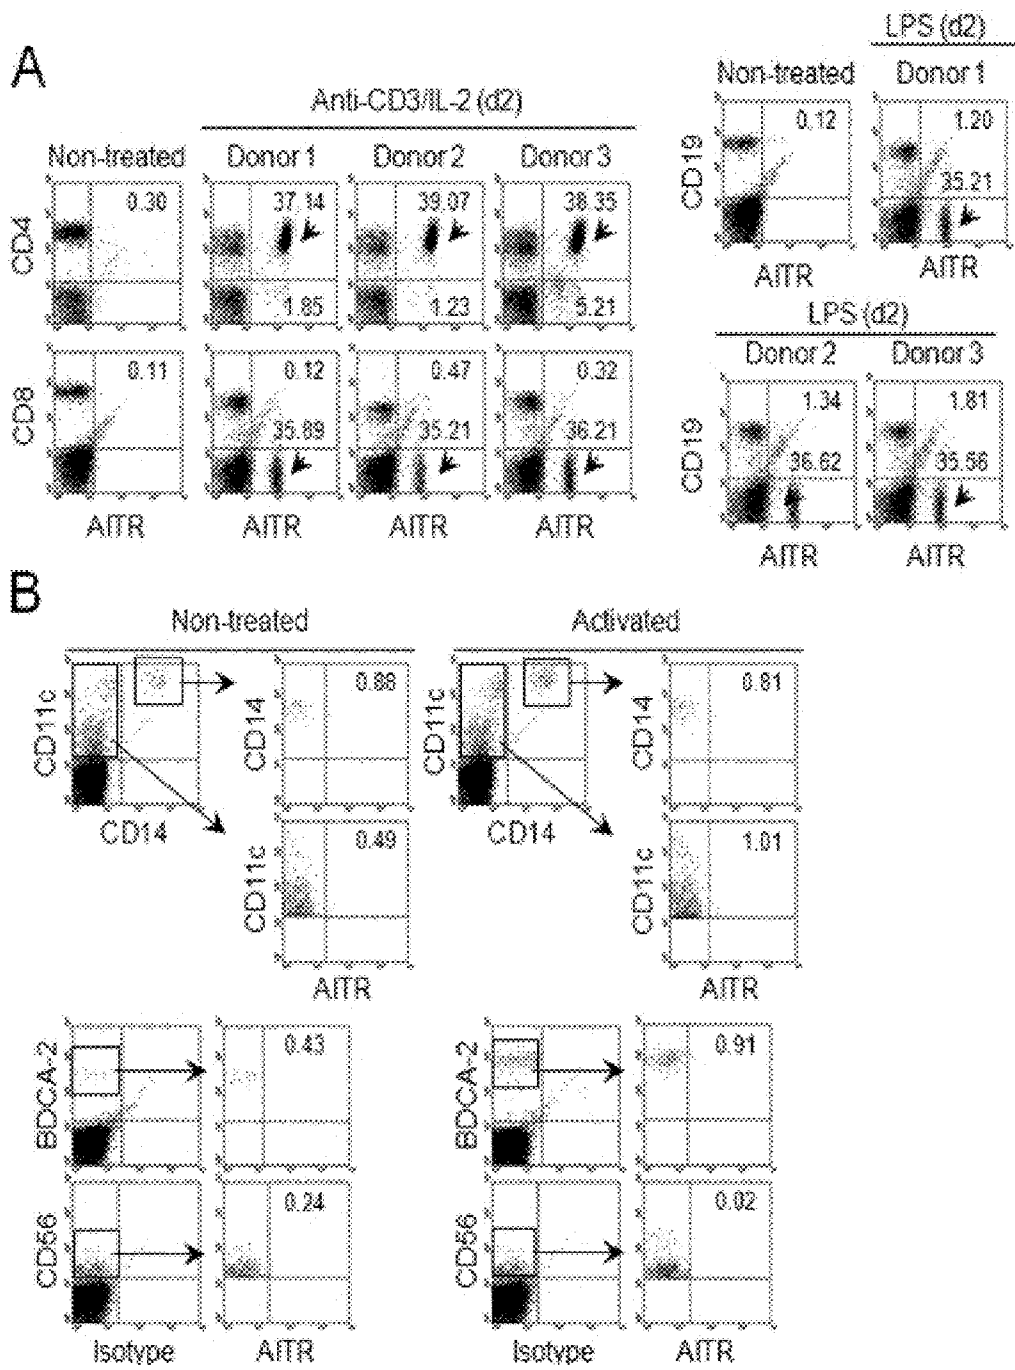 A
Anti-CD3/IL-2 (d2)
Non-treated Donor 1 Donor 2 Donor 3
CD4
0.30 37.14 39.07 38.35
1.85 1.23 5.21
CD8
0.11 0.12 0.47 0.32
35.89 35.21 36.21
AITR AITR AITR AITR
LPS (d2)
Non-treated Donor 1
CD19
0.12 1.20
35.21
AITR AITR
LPS (d2)
Donor 2 Donor 3
CD19
1.34 1.81
36.62 35.56
AITR AITR
B
Non-treated Activated
CD11c CD14 0.88 CD11c CD14 0.81
CD14 CD14
CD11c 0.49 CD11c 1.01
AITR AITR
BDCA-2 0.43 BDCA-2 0.91
CD56 0.24 CD56 0.02
Isotype AITR Isotype AITR